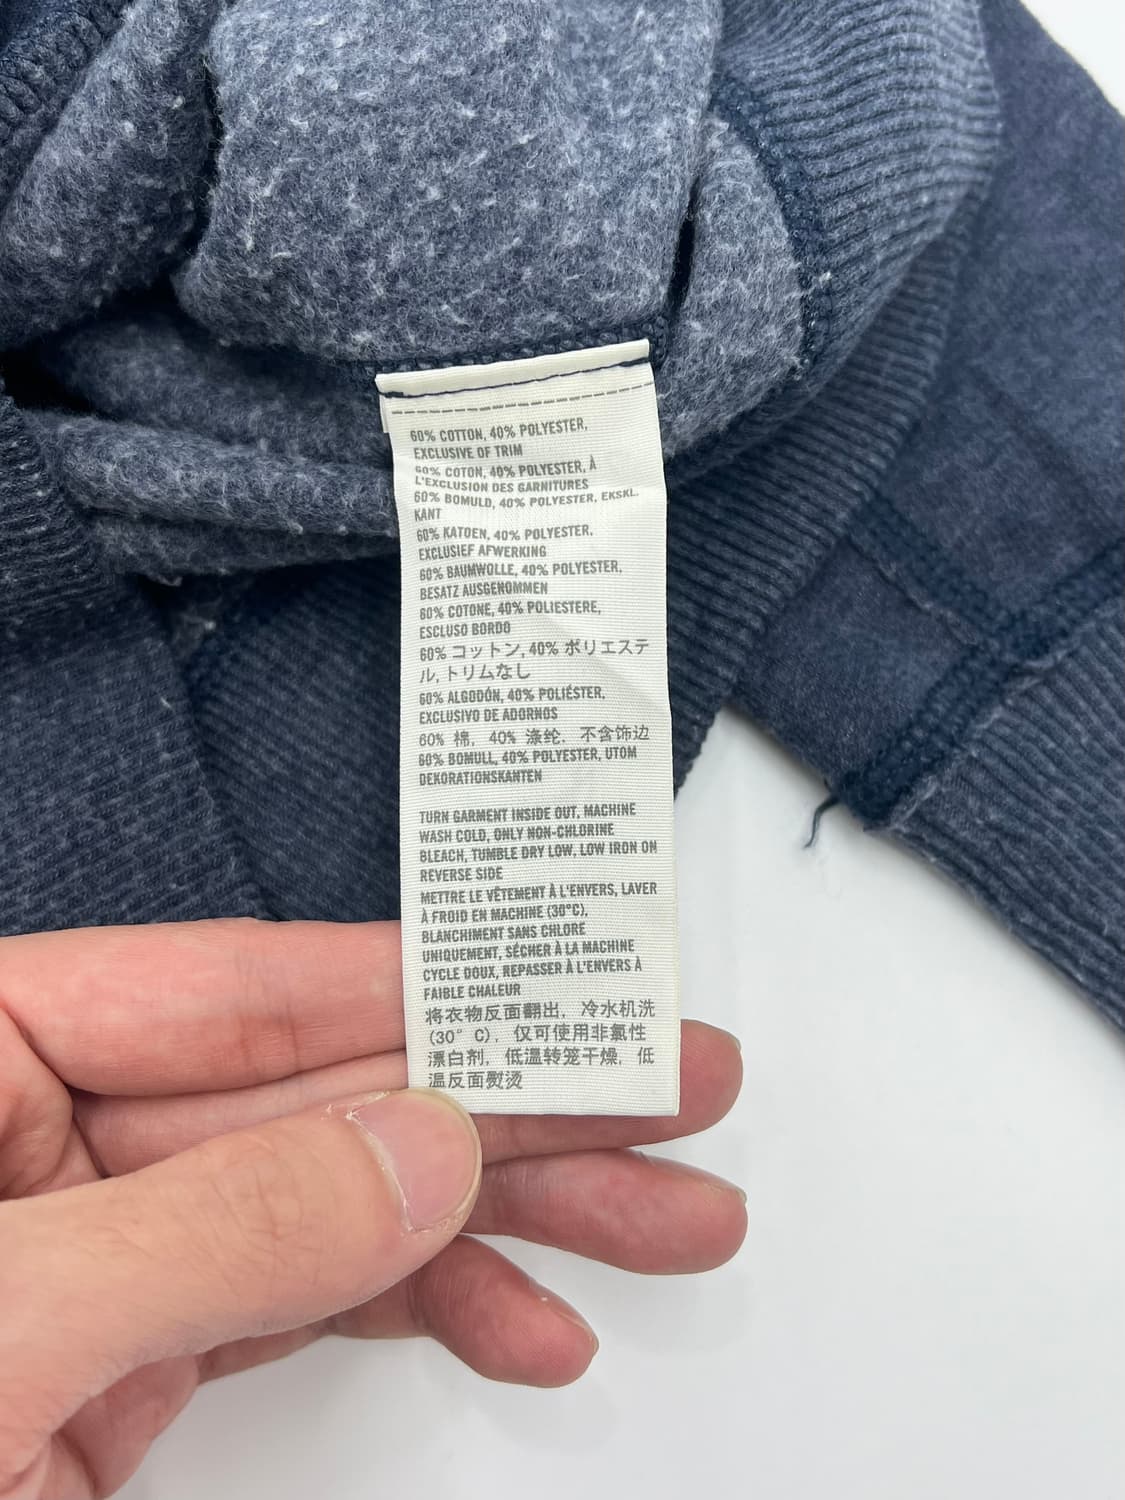 60% COTTON, 40% POLYESTER,
EXCLUSIVE OF TRIM
60% COTON, 40% POLYESTER, À
L'EXCLUSION DES GARNITURES
60% BOMULD, 40% POLYESTER, EKSKL.
KANT
60% KATOEN, 40% POLYESTER,
EXCLUSIEF AFWERKING
60% BAUMWOLLE, 40% POLYESTER,
BESATZ AUSGENOMMEN
60% COTONE, 40% POLIESTERE,
ESCLUSO BORDO
60% コットン, 40% ポリエステ
ル, トリムなし
60% ALGODÓN, 40% POLIÉSTER,
EXCLUSIVO DE ADORNOS
60% 棉, 40% 涤纶, 不含饰边
60% BOMULL, 40% POLYESTER, UTOM
DEKORATIONSKANTEN
TURN GARMENT INSIDE OUT, MACHINE
WASH COLD, ONLY NON-CHLORINE
BLEACH, TUMBLE DRY LOW, LOW IRON ON
REVERSE SIDE
METTRE LE VÊTEMENT À L'ENVERS, LAVER
À FROID EN MACHINE (30°C),
BLANCHIMENT SANS CHLORE
UNIQUEMENT, SÉCHER À LA MACHINE
CYCLE DOUX, REPASSER À L'ENVERS À
FAIBLE CHALEUR
将衣物反面翻出, 冷水机洗
(30° C), 仅可使用非氯性
漂白剂, 低温转笼干燥, 低
温反面熨烫